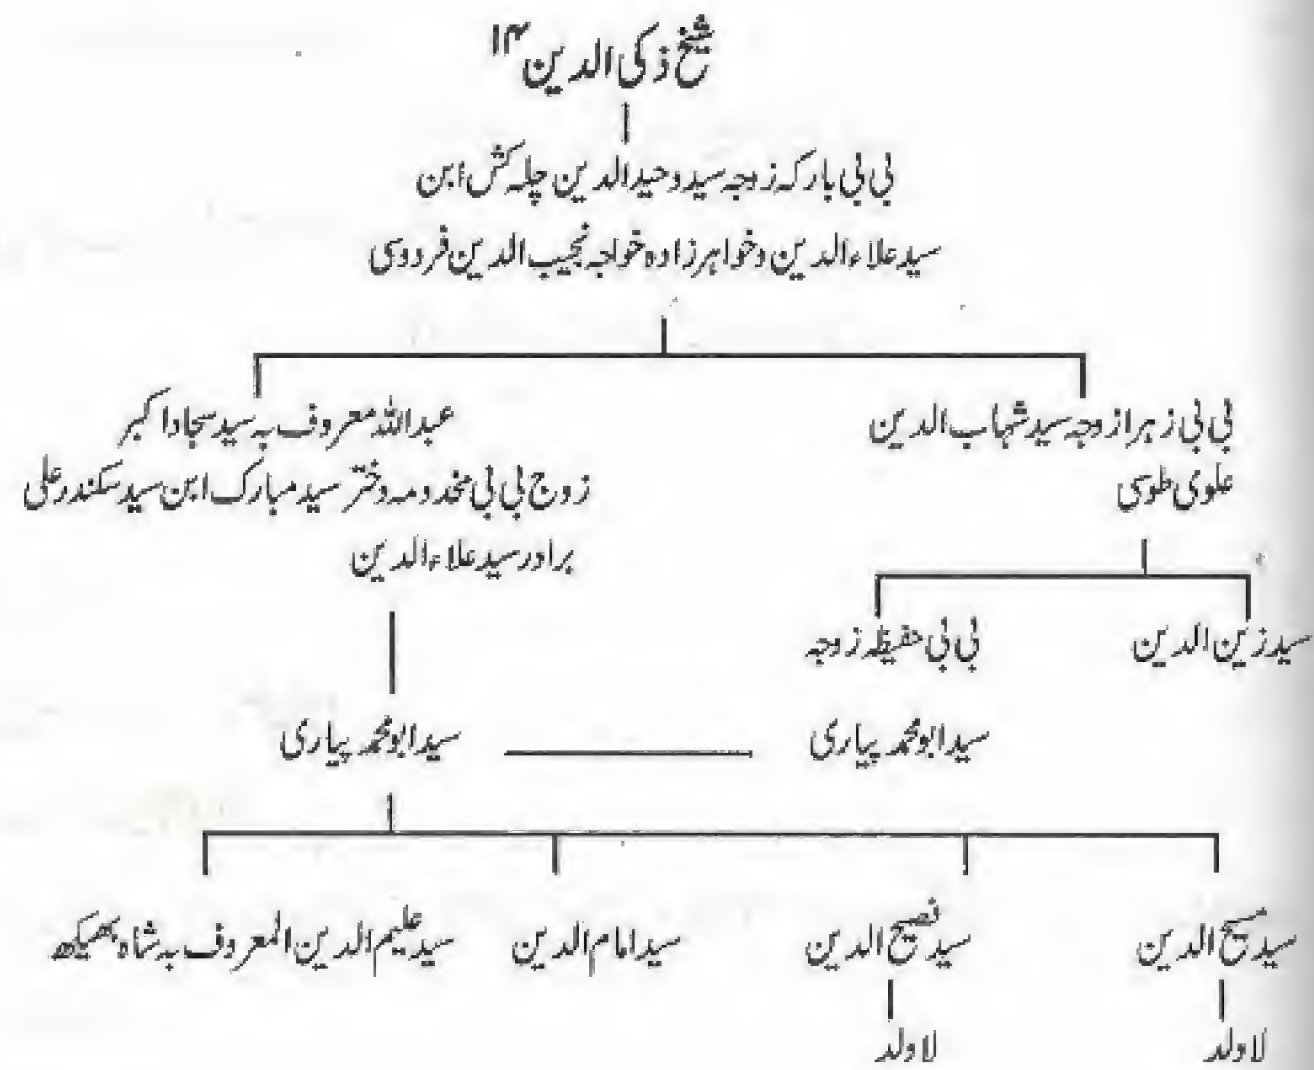 شیخ ذکی الدین ۱۴
بی بی بارکہ زوجہ سید وحید الدین چلہ کش ابن
سید علاء الدین وخواہرزادہ خواجہ نجیب الدین فردوسی
بی بی زہرا زوجہ سید شہاب الدین
علوی طوسی
عبداللہ معروف بہ سید سجاد اکبر
زوج بی بی مخدومہ دختر سید مبارک ابن سید سکندر علی
برادر سید علاء الدین
سید زین الدین
بی بی حفیظہ زوجہ
سید ابو محمد پیاری
سید ابو محمد پیاری
سید مسیح الدین
سید فصیح الدین
سید امام الدین
سید علیم الدین المعروف بہ شاہ بھیکھ
لاولد
لاولد